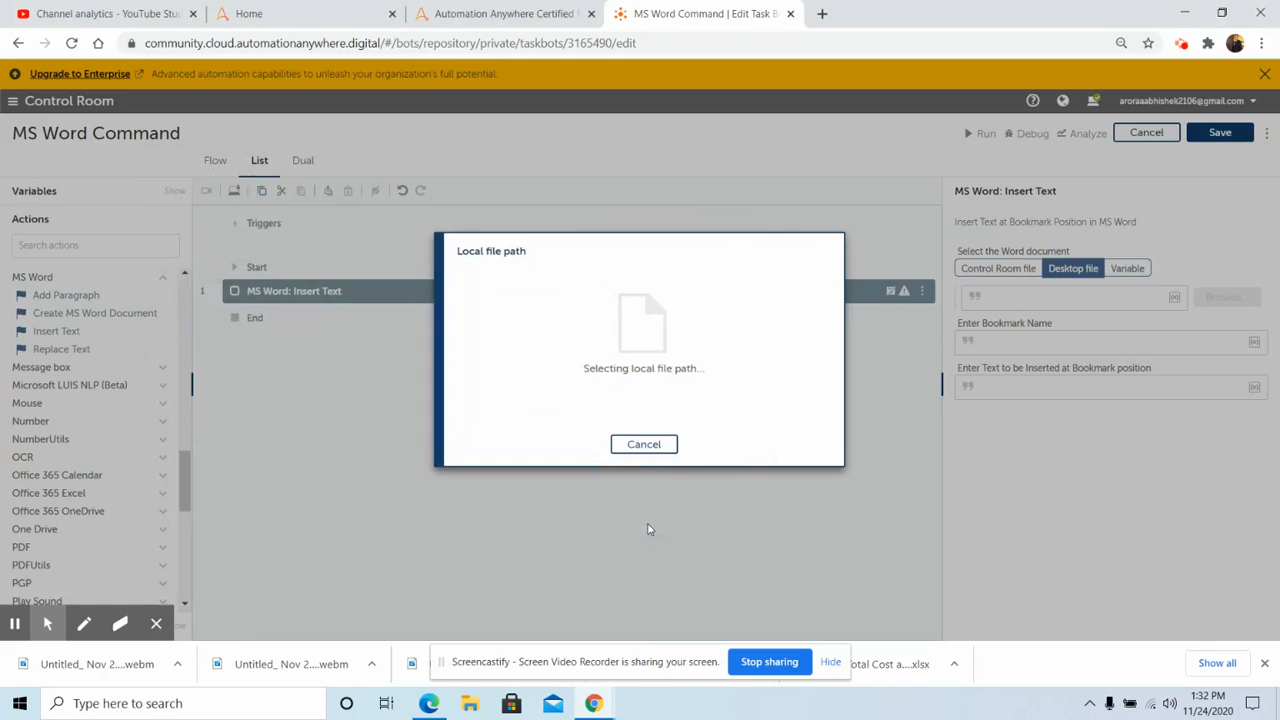 Channel analytics - YouTube Stu
Home
Automation Anywhere Certified
MS Word Command | Edit Task B
community.cloud.automationanywhere.digital/#/bots/repository/private/taskbots/3165490/edit
Upgrade to Enterprise
Advanced automation capabilities to unleash your organization's full potential.
Control Room
aroraaabhishek2106@gmail.com
MS Word Command
Run
Debug
Analyze
Cancel
Save
Flow
List
Dual
Variables
Show
Actions
Search actions
MS Word
Add Paragraph
Create MS Word Document
Insert Text
Replace Text
Message box
Microsoft LUIS NLP (Beta)
Mouse
Number
NumberUtils
OCR
Office 365 Calendar
Office 365 Excel
Office 365 OneDrive
One Drive
PDF
PDFUtils
PGP
Play Sound
Triggers
Start
1
MS Word: Insert Text
End
Local file path
Selecting local file path...
Cancel
MS Word: Insert Text
Insert Text at Bookmark Position in MS Word
Select the Word document
Control Room file
Desktop file
Variable
Browse...
Enter Bookmark Name
Enter Text to be Inserted at Bookmark position
Untitled_ Nov 2....webm
Untitled_ Nov 2....webm
Screencastify - Screen Video Recorder is sharing your screen.
Stop sharing
Hide
Total Cost a....xlsx
Show all
Type here to search
1:32 PM
11/24/2020